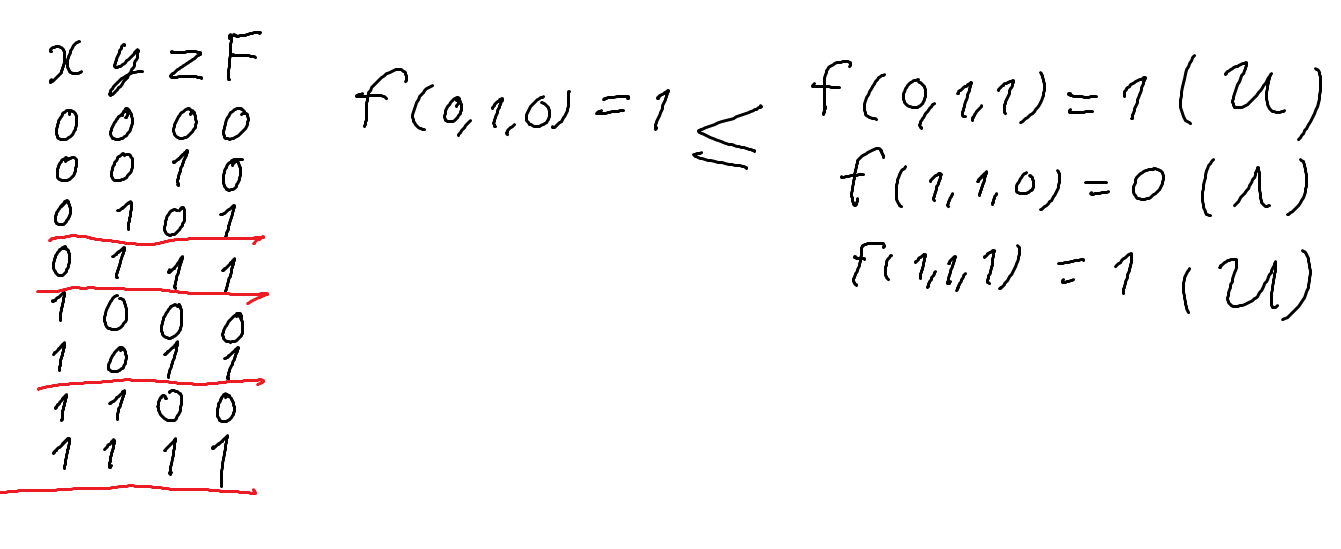 x y z F
0 0 0 0
0 0 1 0
0 1 0 1
0 1 1 1
1 0 0 0
1 0 1 1
1 1 0 0
1 1 1 1
f(0,1,0) = 1 ≤ f(0,1,1) = 1 (И)
f(1,1,0) = 0 (Л)
f(1,1,1) = 1 (И)